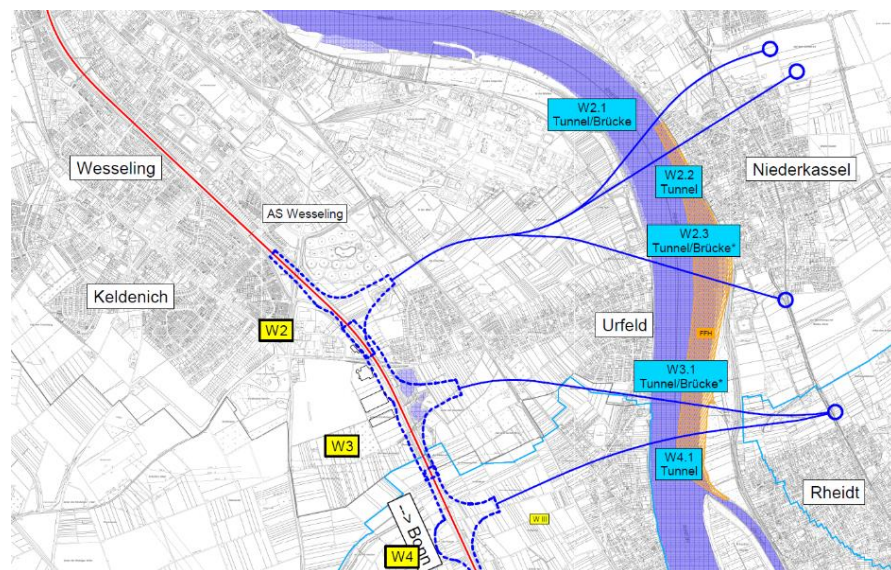 W2.1
Tunnel/Brücke
Wesseling
Niederkassel
W2.2
Tunnel
AS Wesseling
W2.3
Tunnel/Brücke*
Keldenich
W2
Urfeld
FFH
W3.1
Tunnel/Brücke*
W3
W4.1
Tunnel
Rheidt
W III
--> Bonn
W4